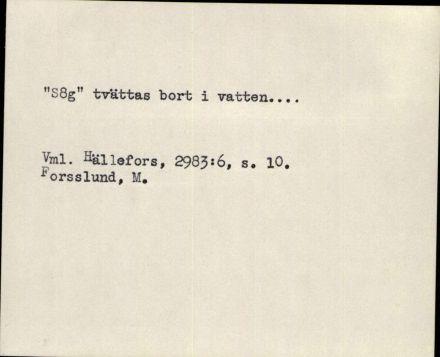 "S8g" tvättas bort i vatten....
Vml. Hällefors, 2983:6, s. 10.
Forsslund, M.